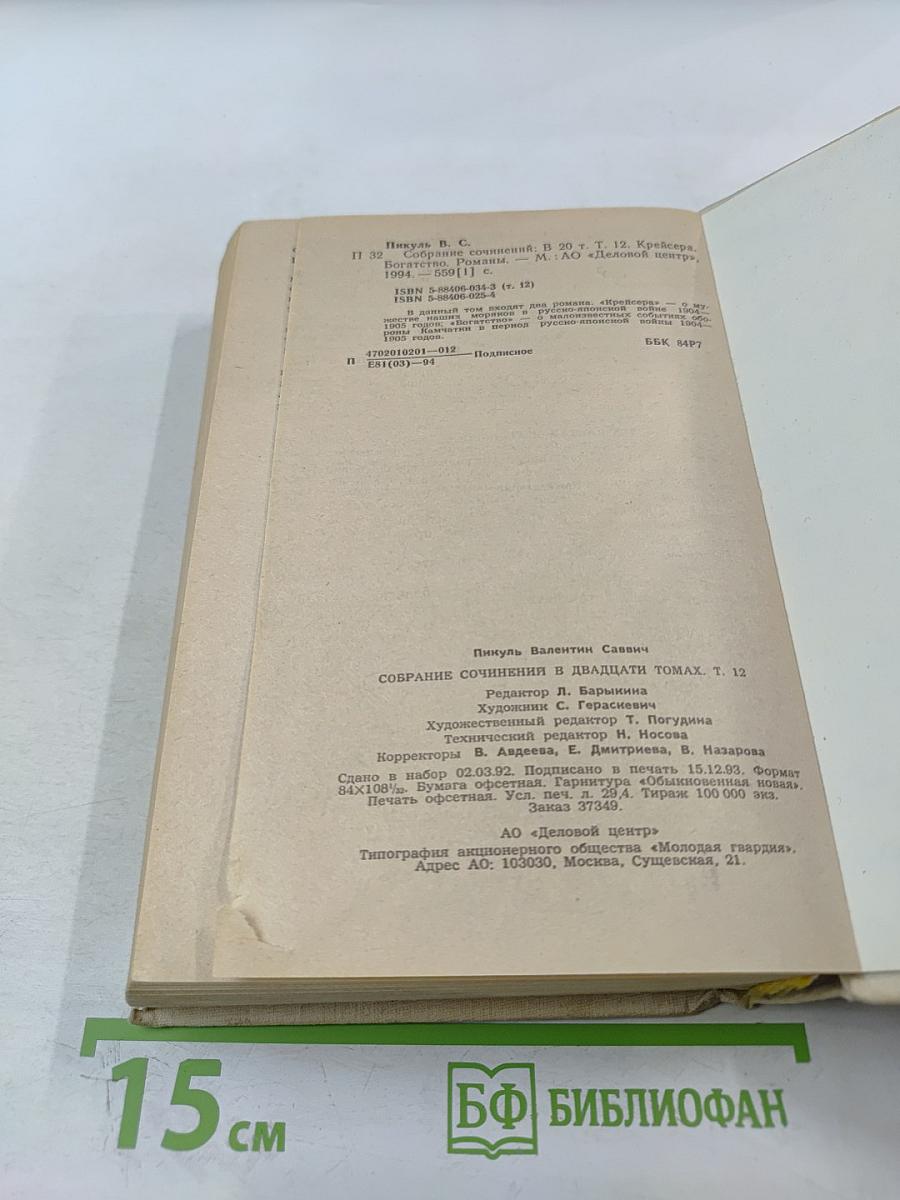 Пикуль В. С.
П 32 Собрание сочинений: В 20 т. Т. 12. Крейсера.
Богатство. Романы. — М.: АО «Деловой центр»,
1994. — 559[1] с.
ISBN 5-88406-034-3 (т. 12)
ISBN 5-88406-025-4
В данный том входят два романа. «Крейсера» — о му-
жестве наших моряков в русско-японской войне 1904—
1905 годов; «Богатство» — о малоизвестных событиях обо-
роны Камчатки в период русско-японской войны 1904—
1905 годов.
ББК 84Р7
П 4702010201—012
Е81(03)—94
Подписное
Пикуль Валентин Саввич
СОБРАНИЕ СОЧИНЕНИЙ В ДВАДЦАТИ ТОМАХ. Т. 12
Редактор Л. Барыкина
Художник С. Гераскевич
Художественный редактор Т. Погудина
Технический редактор Н. Носова
Корректоры В. Авдеева, Е. Дмитриева, В. Назарова
Сдано в набор 02.03.92. Подписано в печать 15.12.93. Формат
84×108¹/₃₂. Бумага офсетная. Гарнитура «Обыкновенная новая».
Печать офсетная. Усл. печ. л. 29,4. Тираж 100 000 экз.
Заказ 37349.
АО «Деловой центр»
Типография акционерного общества «Молодая гвардия».
Адрес АО: 103030, Москва, Сущевская, 21.
15 см
БФ БИБЛИОФАН